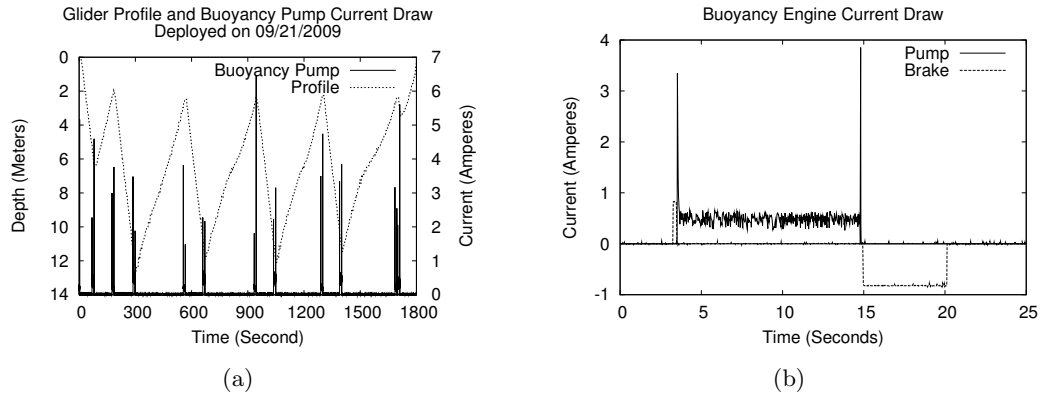 Glider Profile and Buoyancy Pump Current Draw
Deployed on 09/21/2009
Buoyancy Pump
Profile
Depth (Meters)
0
2
4
6
8
10
12
14
Current (Amperes)
7
6
5
4
3
2
1
0
0 300 600 900 1200 1500 1800
Time (Second)
(a)
Buoyancy Engine Current Draw
Pump
Brake
Current (Amperes)
4
3
2
1
0
-1
0 5 10 15 20 25
Time (Seconds)
(b)